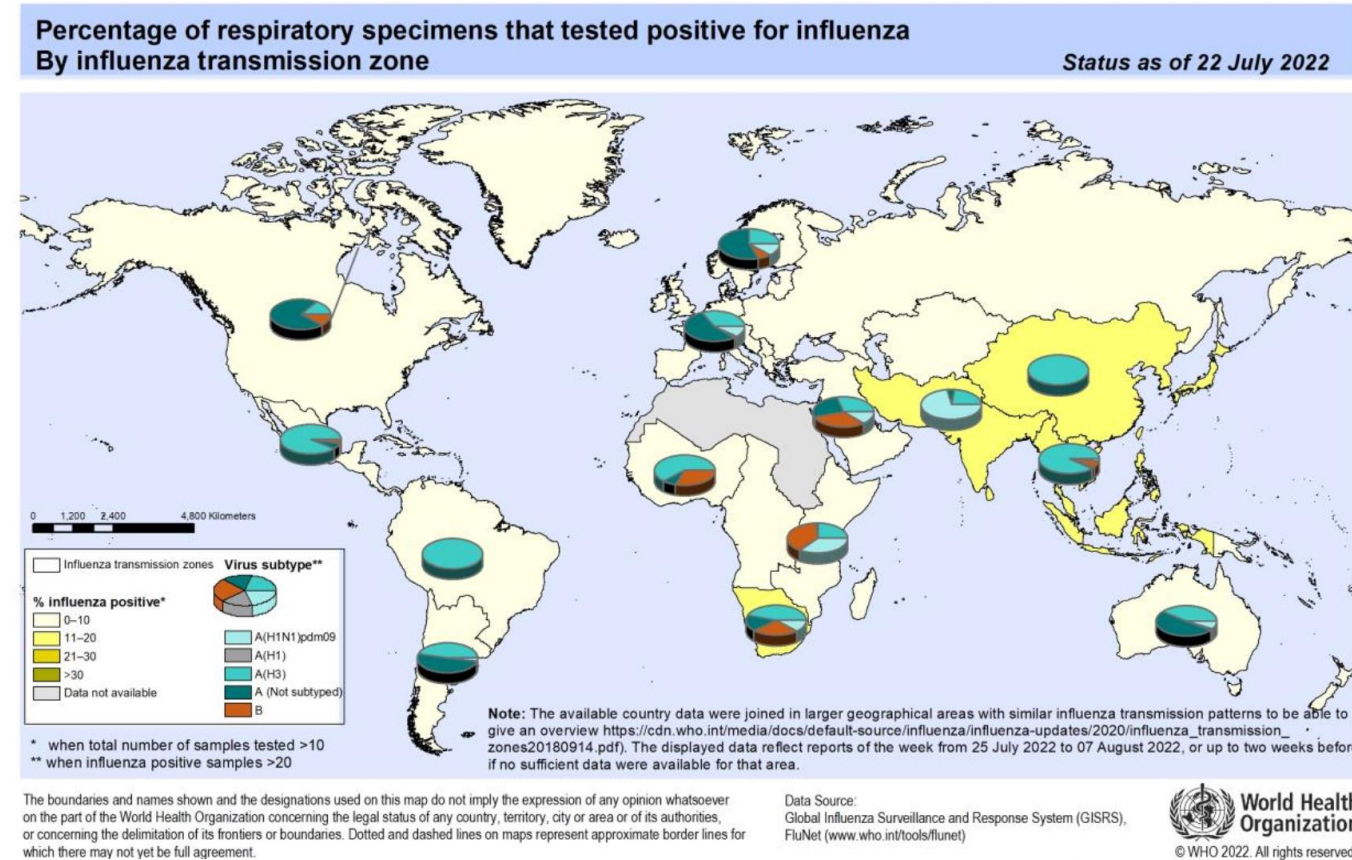 Percentage of respiratory specimens that tested positive for influenza
By influenza transmission zone
Status as of 22 July 2022
0 1,200 2,400 4,800 Kilometers
Influenza transmission zones
Virus subtype**
% influenza positive*
0–10
11–20
21–30
>30
Data not available
A(H1N1)pdm09
A(H1)
A(H3)
A (Not subtyped)
B
* when total number of samples tested >10
** when influenza positive samples >20
Note: The available country data were joined in larger geographical areas with similar influenza transmission patterns to be able to
give an overview https://cdn.who.int/media/docs/default-source/influenza/influenza-updates/2020/influenza_transmission_
zones20180914.pdf). The displayed data reflect reports of the week from 25 July 2022 to 07 August 2022, or up to two weeks before
if no sufficient data were available for that area.
The boundaries and names shown and the designations used on this map do not imply the expression of any opinion whatsoever
on the part of the World Health Organization concerning the legal status of any country, territory, city or area or of its authorities,
or concerning the delimitation of its frontiers or boundaries. Dotted and dashed lines on maps represent approximate border lines for
which there may not yet be full agreement.
Data Source:
Global Influenza Surveillance and Response System (GISRS),
FluNet (www.who.int/tools/flunet)
World Health
Organization
© WHO 2022. All rights reserved.